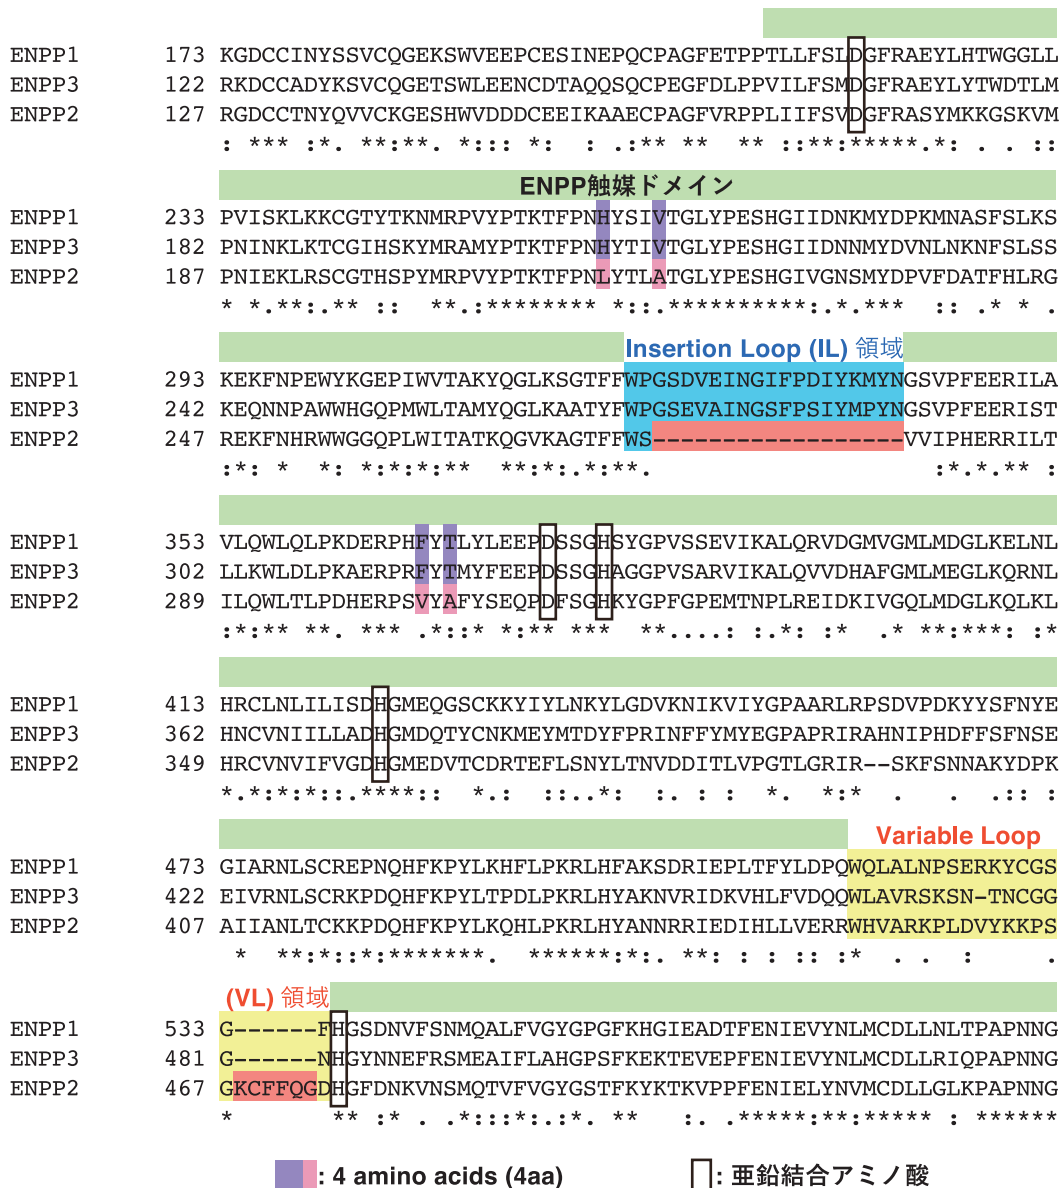 ENPP1 173 KGDCCINYSSVCQGEKSWVEEPCESINEPQCPAGFETPPTLLFSLDGFRAEYLHTWGGLL
ENPP3 122 RKDCCADYKSVCQGETSWLEENCDTAQQSQCPEGFDLPPVILFSMDGFRAEYLYTWDTLM
ENPP2 127 RGDCCTNYQVVCKGESHWVDDDCEEIKAAECPAGFVRPPLIIFSVDGFRASYMKKGSKVM
: *** :*. **:**. *::: *: : .:** ** ** ::**:*****.*: . . ::
ENPP触媒ドメイン
ENPP1 233 PVISKLKKCGTYTKNMRPVYPTKTFPNHYSIVTGLYPESHGIIDNKMYDPKMNASFSLKS
ENPP3 182 PNINKLKTCGIHSKYMRAMYPTKTFPNHYTIVTGLYPESHGIIDNNMYDVNLNKNFSLSS
ENPP2 187 PNIEKLRSCGTHSPYMRPVYPTKTFPNLYTLATGLYPESHGIVGNSMYDPVFDATFHLRG
* *.**:.** :: **.:******** *::.**********:.*.*** :: .* * .
Insertion Loop (IL) 領域
ENPP1 293 KEKFNPEWYKGEPIWVTAKYQGLKSGTFFWPGSDVEINGIFPDIYKMYNGSVPFEERILA
ENPP3 242 KEQNNPAWWHGQPMWLTAMYQGLKAATYFWPGSEVAINGSFPSIYMPYNGSVPFEERIST
ENPP2 247 REKFNHRWWGGQPLWITATKQGVKAGTFFWS------------------VVIPHERRILT
:*: * *: *:*:*:** **:*:.*:**. :*.*.** :
ENPP1 353 VLQWLQLPKDERPHFYTLYLEEPDSSGHSYGPVSSEVIKALQRVDGMVGMLMDGLKELNL
ENPP3 302 LLKWLDLPKAERPRFYTMYFEEPDSSGHAGGPVSARVIKALQVVDHAFGMLMEGLKQRNL
ENPP2 289 ILQWLTLPDHERPSVYAFYSEQPDFSGHKYGPFGPEMTNPLREIDKIVGQLMDGLKQLKL
:*:** **. *** .*::* *:** *** **....: :.*: :* .* **:***: :*
ENPP1 413 HRCLNLILISDHGMEQGSCKKYIYLNKYLGDVKNIKVIYGPAARLRPSDVPDKYYSFNYE
ENPP3 362 HNCVNIILLADHGMDQTYCNKMEYMTDYFPRINFFYMYEGPAPRIRAHNIPHDFFSFNSE
ENPP2 349 HRCVNVIFVGDHGMEDVTCDRTEFLSNYLTNVDDITLVPGTLGRIR--SKFSNNAKYDPK
*.*:*:*:.****:: *.: ::..*: :. : : *. *:* . . .:: :
Variable Loop
ENPP1 473 GIARNLSCREPNQHFKPYLKHFLPKRLHFAKSDRIEPLTFYLDPQWQLALNPSERKYCGS
ENPP3 422 EIVRNLSCRKPDQHFKPYLTPDLPKRLHYAKNVRIDKVHLFVDQQWLAVRSKSN-TNCGG
ENPP2 407 AIIANLTCKKPDQHFKPYLKQHLPKRLHYANNRRIEDIHLLVERRWHVARKPLDVYKKPS
* **:*::*:*******. ******:*:. **: : : :: :* . . : .
(VL) 領域
ENPP1 533 G------FHGSDNVFSNMQALFVGYGPGFKHGIEADTFENIEVYNLMCDLLNLTPAPNNG
ENPP3 481 G------NHGYNNEFRSMEAIFLAHGPSFKEKTEVEPFENIEVYNLMCDLLRIQPAPNNG
ENPP2 467 GKCFFQGDHGFDNKVNSMQTVFVGYGSTFKYKTKVPPFENIELYNVMCDLLGLKPAPNNG
* ** :* . .*::*:.:*. ** : .*****:**:***** : ******
: 4 amino acids (4aa)
: 亜鉛結合アミノ酸